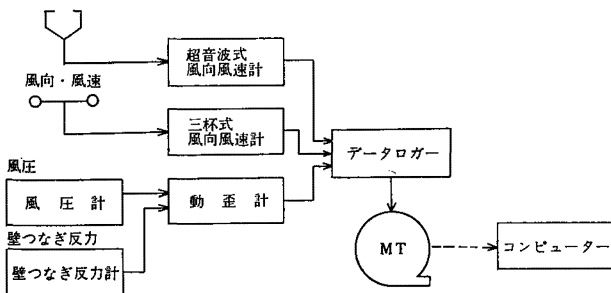 超音波式
風向風速計
風向・風速
三杯式
風向風速計
データロガー
風圧
風圧計
動歪計
壁つなぎ反力
壁つなぎ反力計
MT
コンピューター